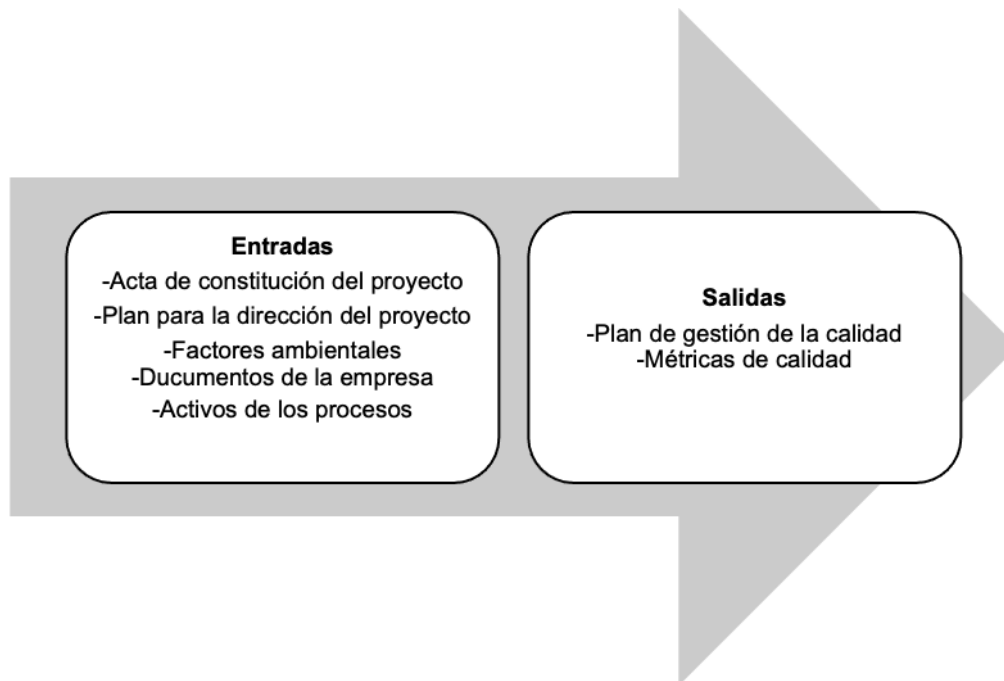 Entradas
-Acta de constitución del proyecto
-Plan para la dirección del proyecto
-Factores ambientales
-Ducumentos de la empresa
-Activos de los procesos
Salidas
-Plan de gestión de la calidad
-Métricas de calidad